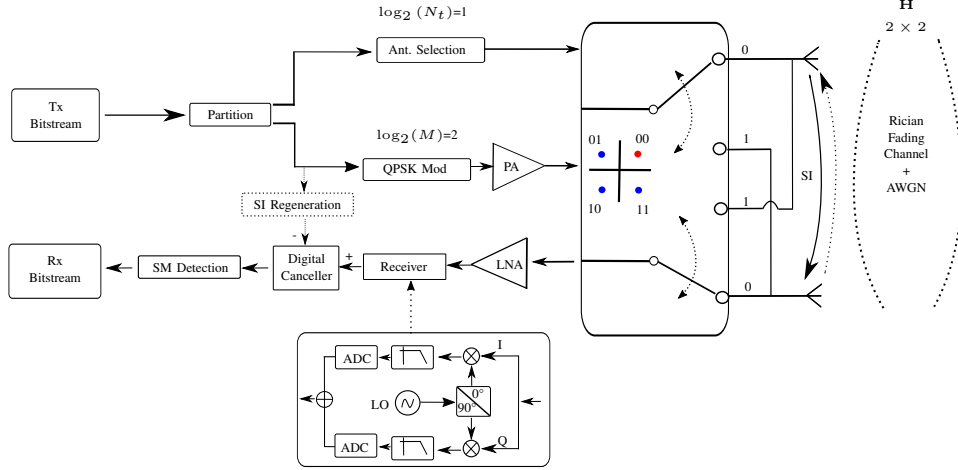 log2 (Nt)=1
H
2 × 2
Ant. Selection
0
Tx
Bitstream
Partition
log2(M)=2
QPSK Mod
PA
01
00
10
11
1
1
SI
Rician
Fading
Channel
+
AWGN
SI Regeneration
-
Rx
Bitstream
SM Detection
Digital
Canceller
+
Receiver
LNA
0
I
ADC
LO
0°
90°
ADC
Q